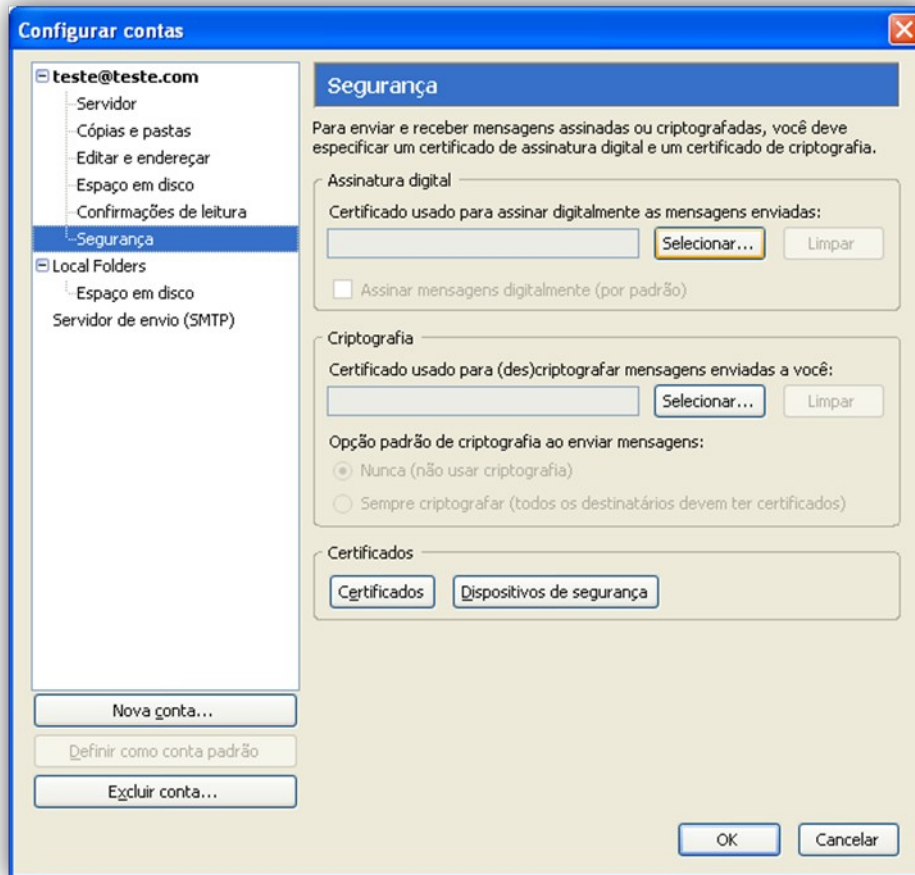 Configurar contas
teste@teste.com
Servidor
Cópias e pastas
Editar e endereçar
Espaço em disco
Confirmações de leitura
Segurança
Local Folders
Espaço em disco
Servidor de envio (SMTP)
Nova conta...
Definir como conta padrão
Excluir conta...
Segurança
Para enviar e receber mensagens assinadas ou criptografadas, você deve
especificar um certificado de assinatura digital e um certificado de criptografia.
Assinatura digital
Certificado usado para assinar digitalmente as mensagens enviadas:
Selecionar... Limpar
Assinar mensagens digitalmente (por padrão)
Criptografia
Certificado usado para (des)criptografar mensagens enviadas a você:
Selecionar... Limpar
Opção padrão de criptografia ao enviar mensagens:
Nunca (não usar criptografia)
Sempre criptografar (todos os destinatários devem ter certificados)
Certificados
Certificados Dispositivos de segurança
OK Cancelar